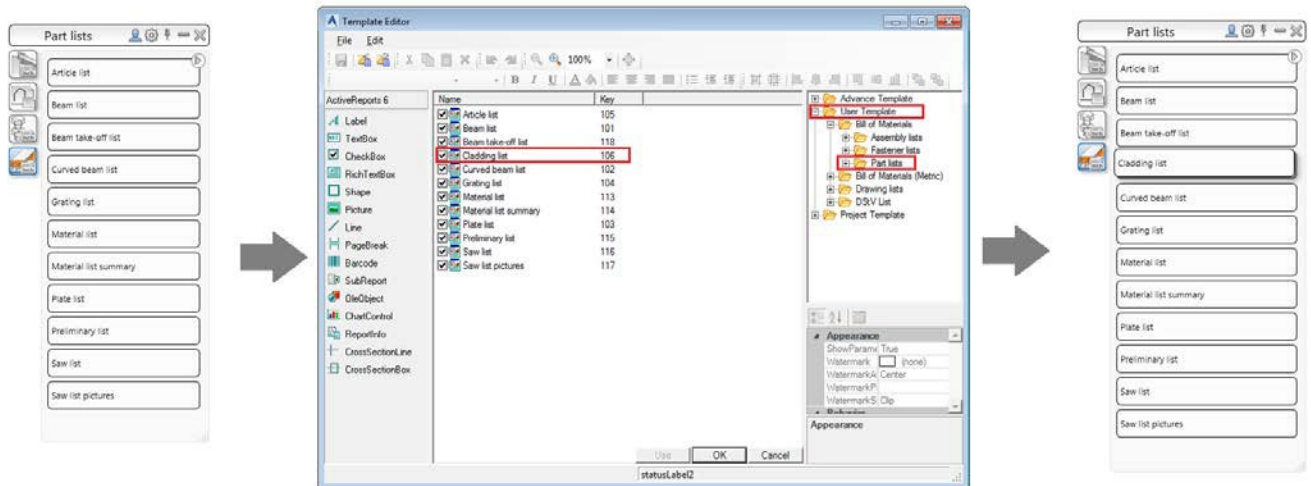 Part lists
Article list
Beam list
Beam take-off list
Curved beam list
Grating list
Material list
Material list summary
Plate list
Preliminary list
Saw list
Saw list pictures
Template Editor
File Edit
100%
B I U
ActiveReports 6
Label
TextBox
CheckBox
RichTextBox
Shape
Picture
Line
PageBreak
Barcode
SubReport
OleObject
ChartControl
ReportInfo
CrossSectionLine
CrossSectionBox
Name Key
Article list 105
Beam list 101
Beam take-off list 118
Cladding list 106
Curved beam list 102
Grating list 104
Material list 113
Material list summary 114
Plate list 103
Preliminary list 115
Saw list 116
Saw list pictures 117
Advance Template
User Template
Bill of Materials
Assembly lists
Fastener lists
Part lists
Bill of Materials (Metric)
Drawing lists
DStV List
Project Template
Appearance
ShowParame True
Watermark (none)
WatermarkA Center
WatermarkP
WatermarkS Clip
Behavior
Appearance
Use OK Cancel
statusLabel2
Part lists
Article list
Beam list
Beam take-off list
Cladding list
Curved beam list
Grating list
Material list
Material list summary
Plate list
Preliminary list
Saw list
Saw list pictures